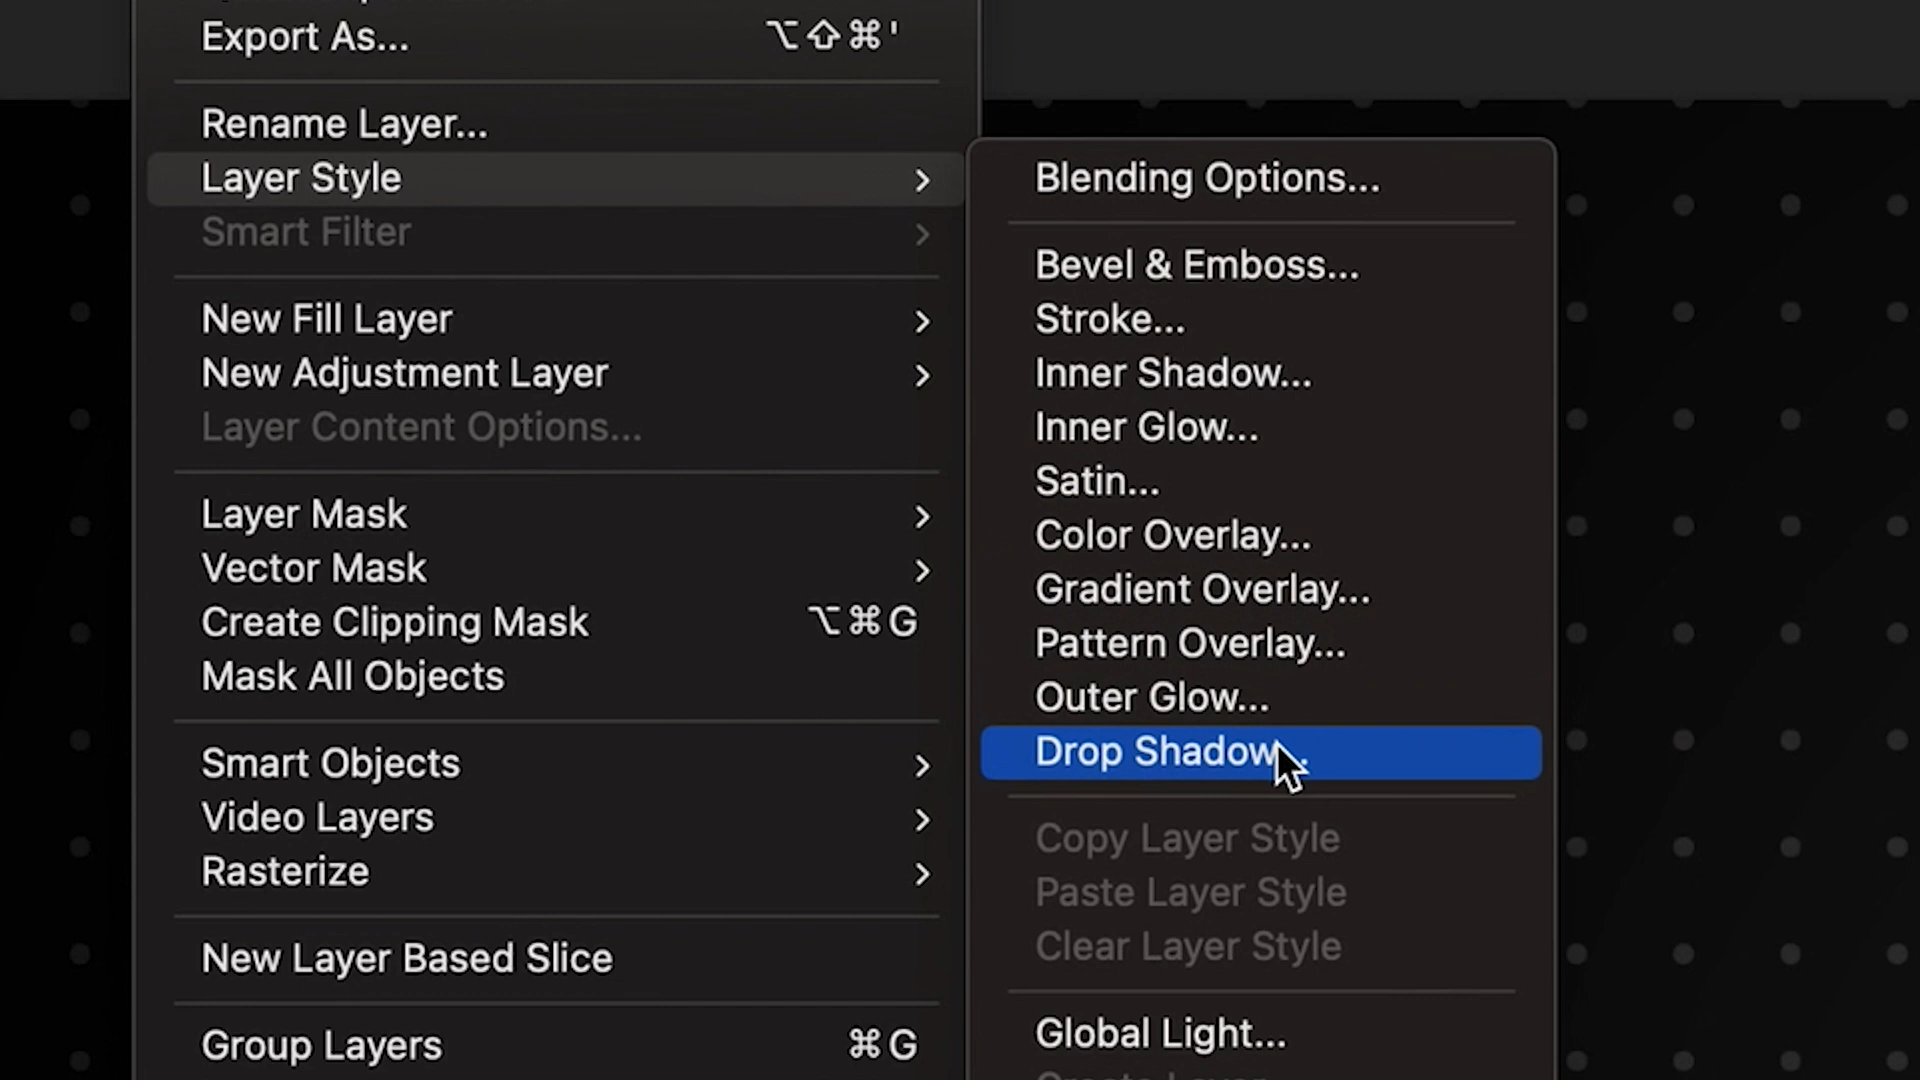 Export As... ⌥⇧⌘'
Rename Layer...
Layer Style
Smart Filter
New Fill Layer
New Adjustment Layer
Layer Content Options...
Layer Mask
Vector Mask
Create Clipping Mask ⌥⌘G
Mask All Objects
Smart Objects
Video Layers
Rasterize
New Layer Based Slice
Group Layers ⌘G
Blending Options...
Bevel & Emboss...
Stroke...
Inner Shadow...
Inner Glow...
Satin...
Color Overlay...
Gradient Overlay...
Pattern Overlay...
Outer Glow...
Drop Shadow...
Copy Layer Style
Paste Layer Style
Clear Layer Style
Global Light...